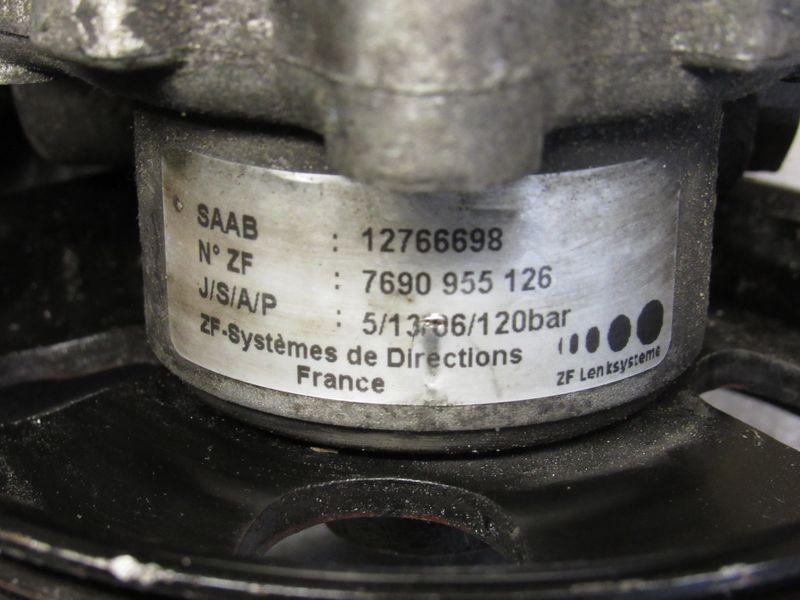 SAAB : 12766698
N° ZF : 7690 955 126
J/S/A/P : 5/13/06/120bar
ZF-Systèmes de Directions
France
ZF Lenksysteme